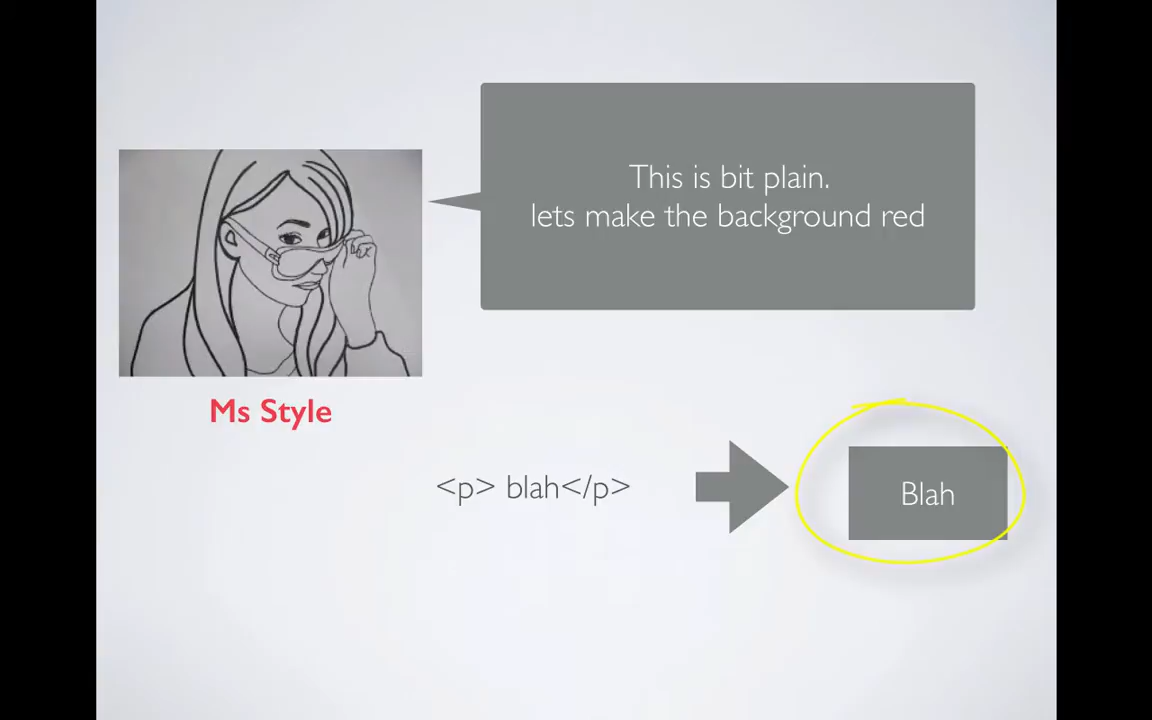 This is bit plain.
lets make the background red
Ms Style
<p> blah</p>
Blah